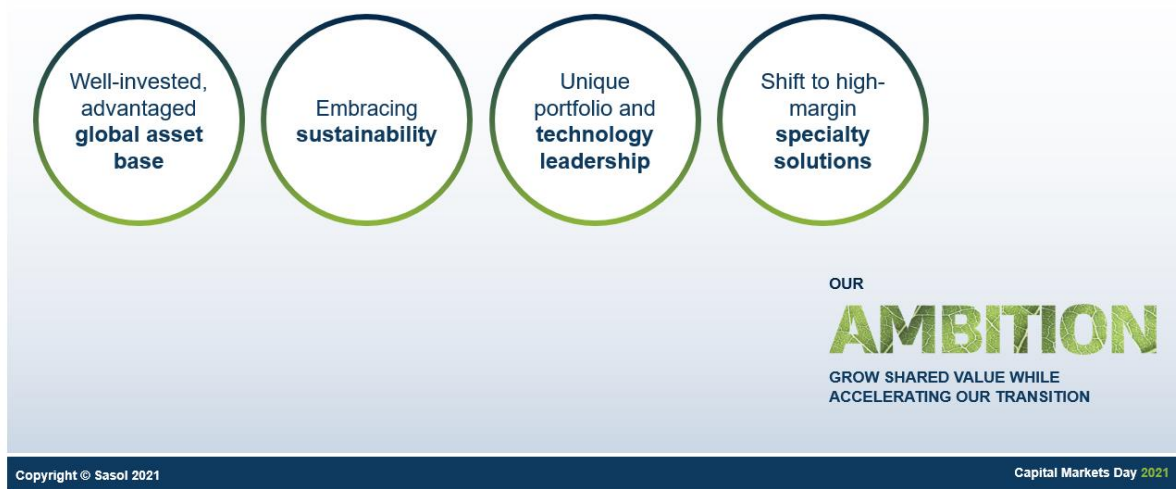 Well-invested,
advantaged
global asset
base
Embracing
sustainability
Unique
portfolio and
technology
leadership
Shift to high-
margin
specialty
solutions
OUR
AMBITION
GROW SHARED VALUE WHILE
ACCELERATING OUR TRANSITION
Copyright © Sasol 2021
Capital Markets Day 2021